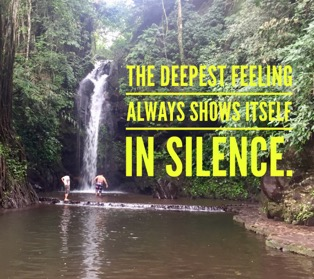 THE DEEPEST FEELING
ALWAYS SHOWS ITSELF
IN SILENCE.